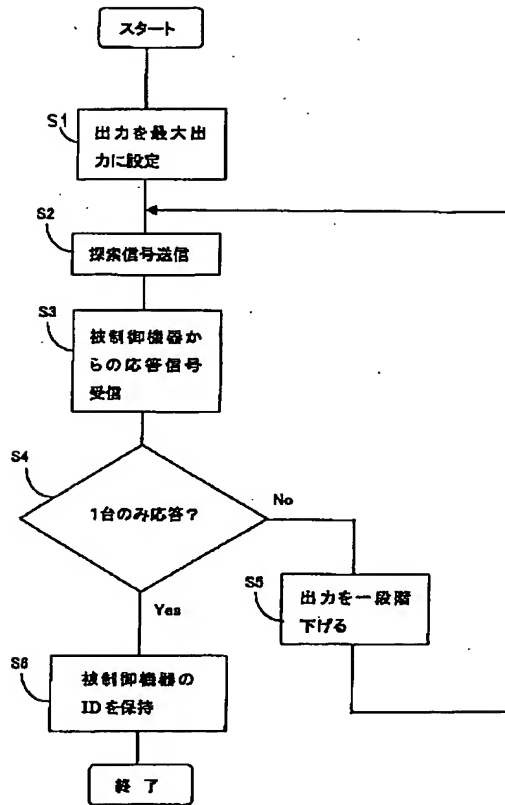 スタート
S1
出力を最大出
力に設定
S2
探索信号送信
S3
被制御機器か
らの応答信号
受信
S4
1台のみ応答？
No
Yes
S5
出力を一段階
下げる
S6
被制御機器の
IDを保持
終了